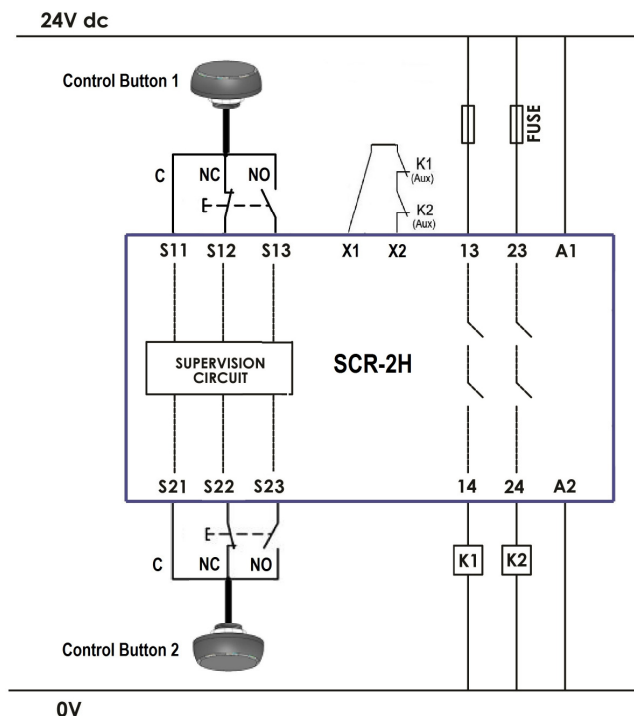 24V dc
Control Button 1
C NC NO
K1
(Aux)
K2
(Aux)
FUSE
S11 S12 S13 X1 X2 13 23 A1
SUPERVISION
CIRCUIT
SCR-2H
S21 S22 S23 14 24 A2
C NC NO
K1 K2
Control Button 2
0V